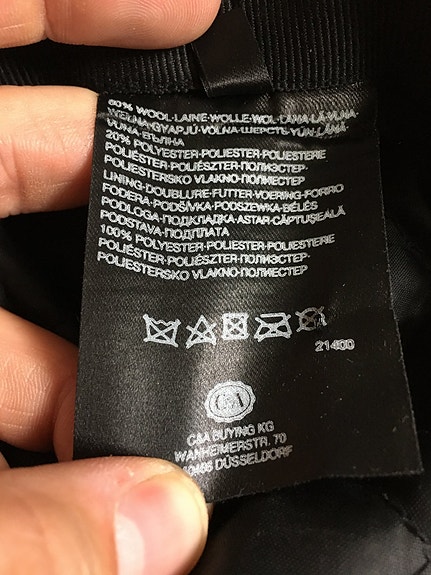 80% WOOL·LAINE·WOLLE·WOL·LANA·LÃ·VUNA·
WEŁNA·GYAPJÚ·VOLNA·ШЕРСТЬ·YÜN·LÂNĂ·
VUNA·ВЪЛНА
20% POLYESTER·POLIESTER·POLIESTERE
POLIÉSTER·POLIÉSZTER·ПОЛИЭСТЕР·
POLIESTERSKO VLAKNO·ПОЛИЕСТЕР
LINING·DOUBLURE·FUTTER·VOERING·FORRO
FODERA·PODŠÍVKA·PODSZEWKA·BÉLÉS
PODLOGA·ПОДКЛАДКА·ASTAR·CĂPTUŞEALĂ
PODSTAVA·ПОДПЛАТА
100% POLYESTER·POLIESTER·POLIESTERE
POLIÉSTER·POLIÉSZTER·ПОЛИЭСТЕР·
POLIESTERSKO VLAKNO·ПОЛИЕСТЕР
21400
C&A
C&A BUYING KG
WANHEIMERSTR. 70
DÜSSELDORF